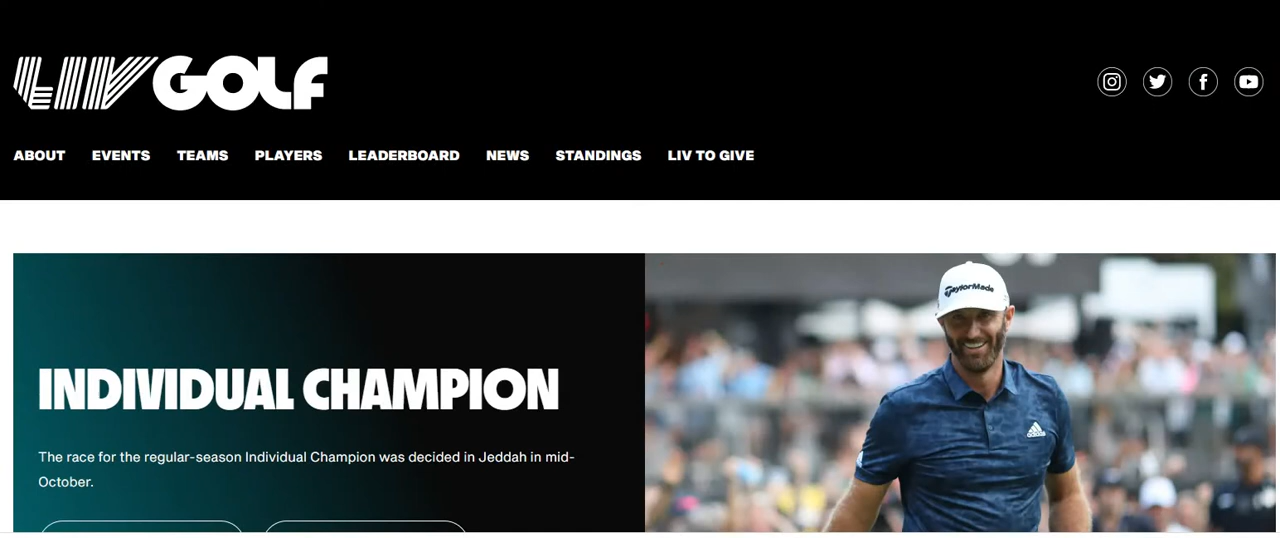 LIV GOLF
ABOUT EVENTS TEAMS PLAYERS LEADERBOARD NEWS STANDINGS LIV TO GIVE
TaylorMade
INDIVIDUAL CHAMPION
adidas
The race for the regular-season Individual Champion was decided in Jeddah in mid-
October.